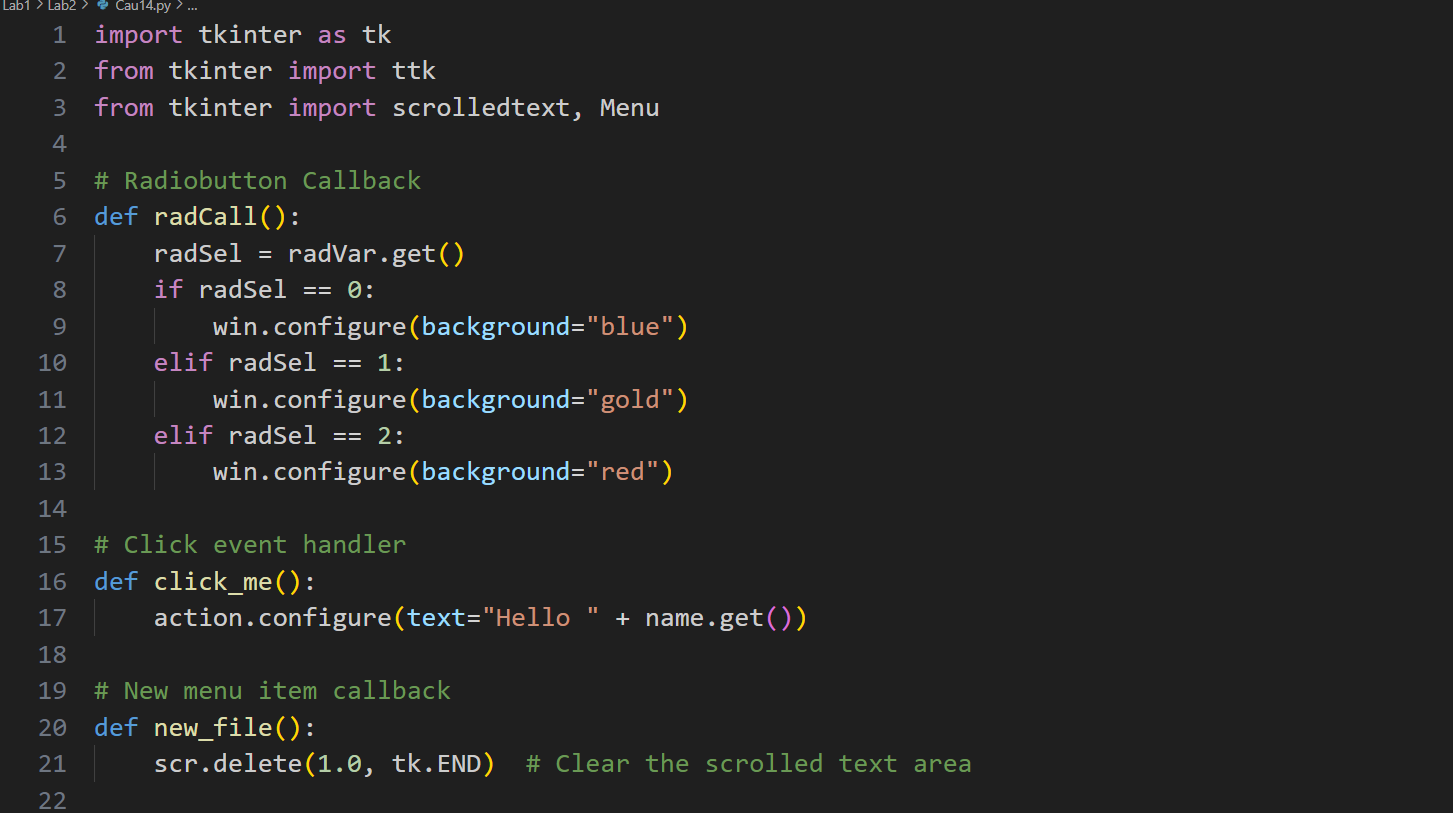 Lab1 > Lab2 > Cau14.py > ...
1 import tkinter as tk
2 from tkinter import ttk
3 from tkinter import scrolledtext, Menu
4
5 # Radiobutton Callback
6 def radCall():
7     radSel = radVar.get()
8     if radSel == 0:
9         win.configure(background="blue")
10     elif radSel == 1:
11         win.configure(background="gold")
12     elif radSel == 2:
13         win.configure(background="red")
14
15 # Click event handler
16 def click_me():
17     action.configure(text="Hello " + name.get())
18
19 # New menu item callback
20 def new_file():
21     scr.delete(1.0, tk.END)  # Clear the scrolled text area
22